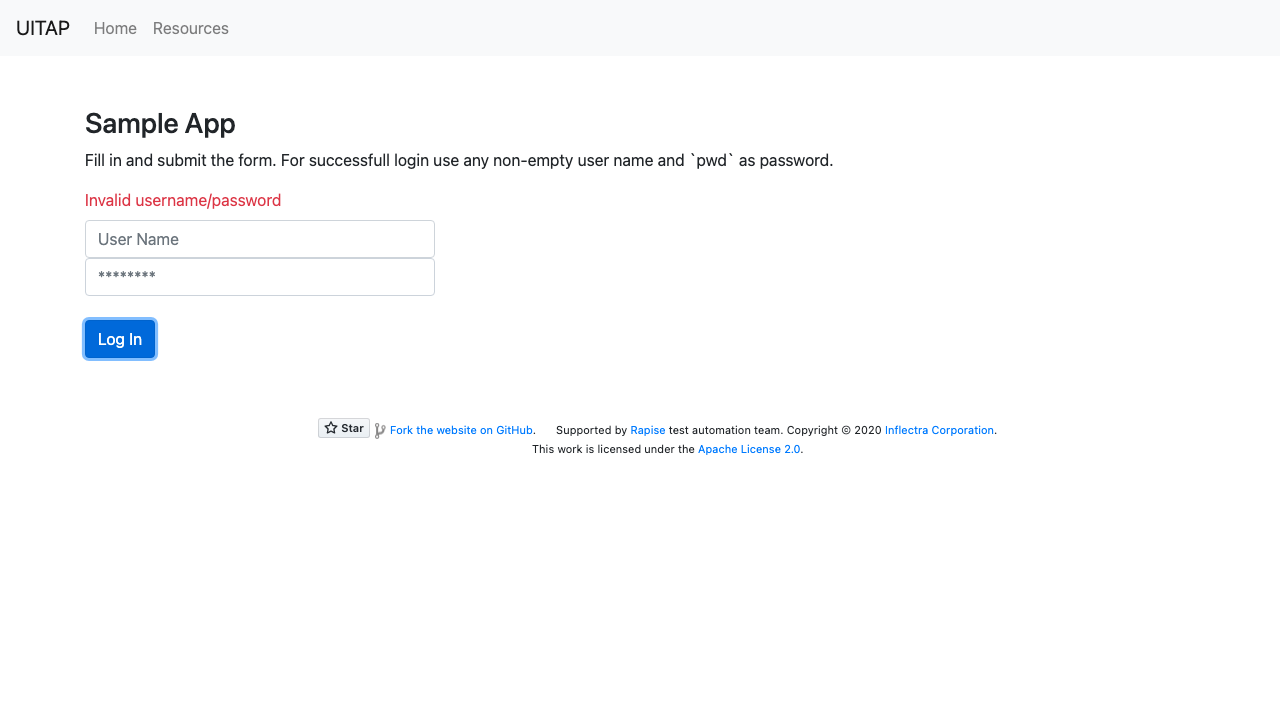 UITAP Home Resources
Sample App
Fill in and submit the form. For successfull login use any non-empty user name and `pwd` as password.
Invalid username/password
User Name
********
Log In
Star Fork the website on GitHub. Supported by Rapise test automation team. Copyright © 2020 Inflectra Corporation.
This work is licensed under the Apache License 2.0.